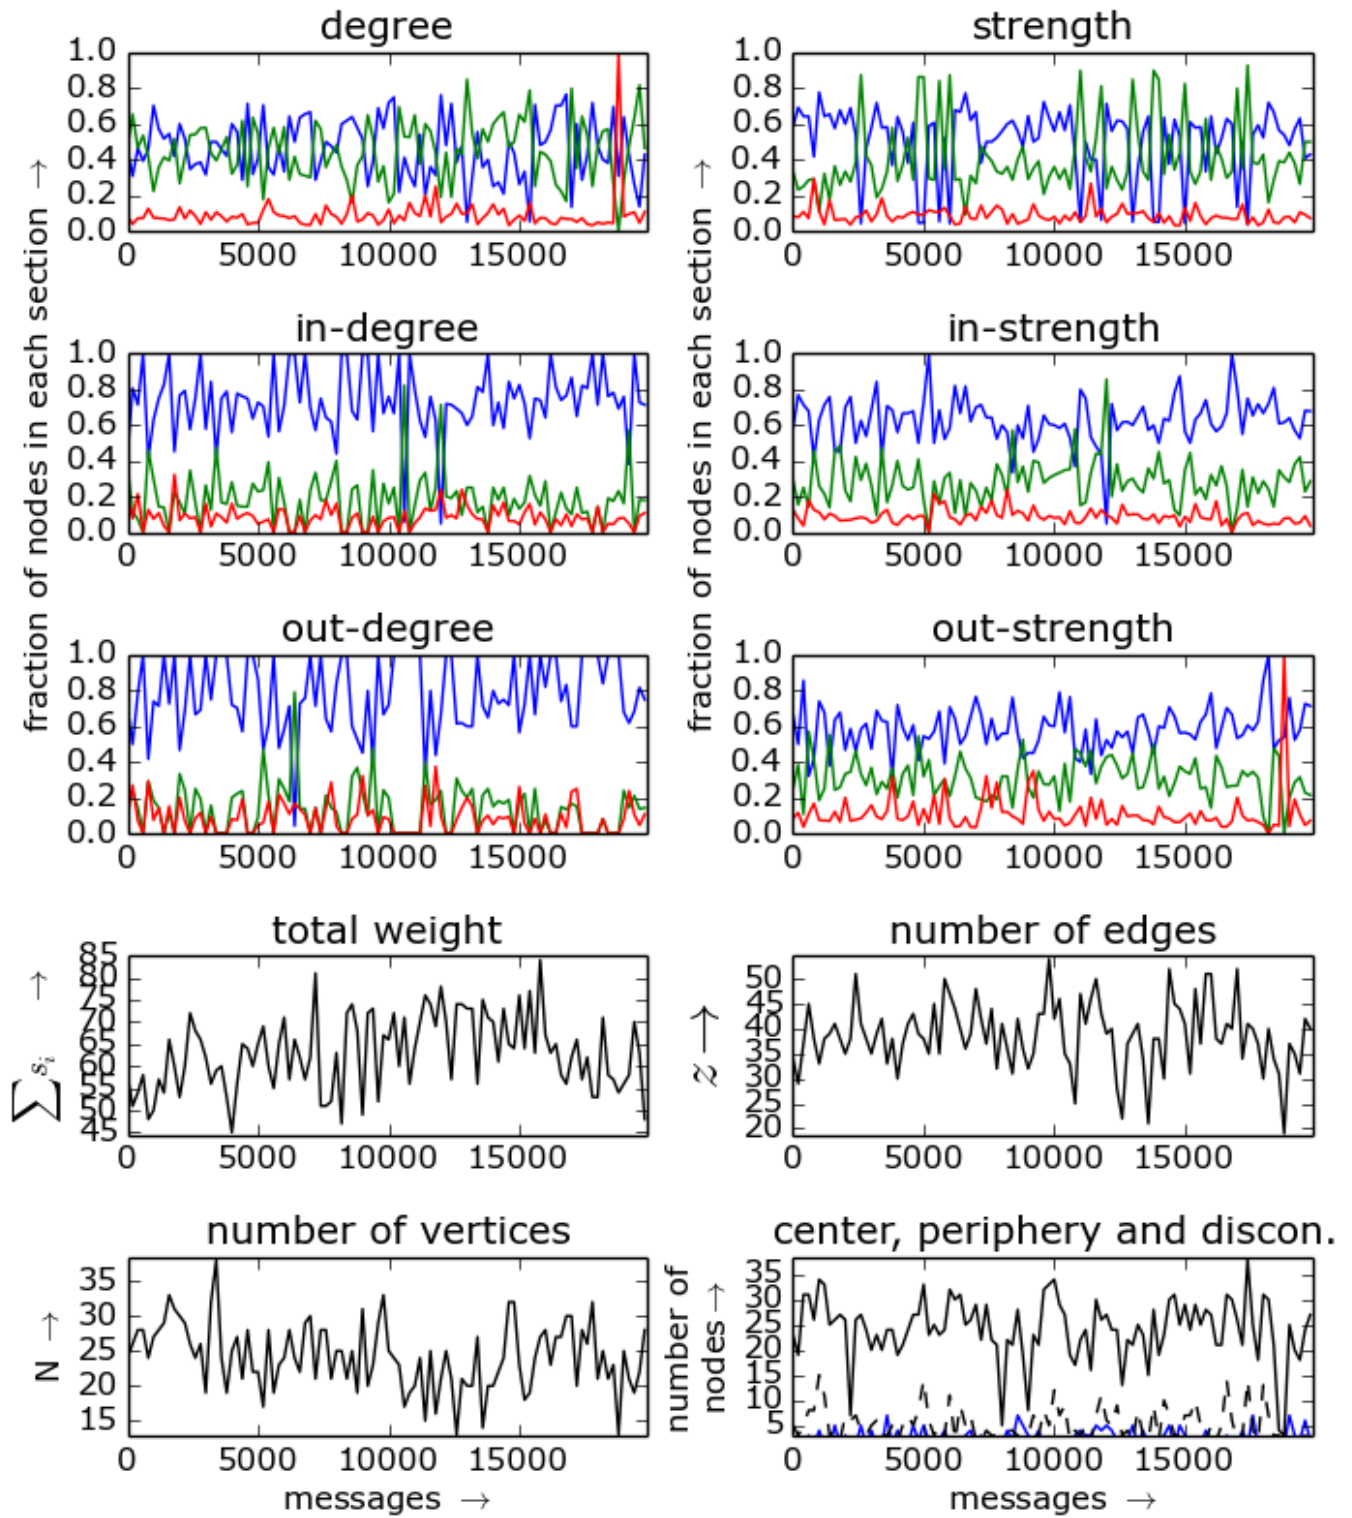 degree
1.0
0.8
0.6
0.4
0.2
0.0
0 5000 10000 15000
strength
1.0
0.8
0.6
0.4
0.2
0.0
0 5000 10000 15000
in-degree
1.0
0.8
0.6
0.4
0.2
0.0
0 5000 10000 15000
in-strength
1.0
0.8
0.6
0.4
0.2
0.0
0 5000 10000 15000
out-degree
1.0
0.8
0.6
0.4
0.2
0.0
0 5000 10000 15000
out-strength
1.0
0.8
0.6
0.4
0.2
0.0
0 5000 10000 15000
fraction of nodes in each section →
fraction of nodes in each section →
total weight
85
80
75
70
65
60
55
50
45
∑ s_i →
0 5000 10000 15000
number of edges
50
45
40
35
30
25
20
z →
0 5000 10000 15000
number of vertices
35
30
25
20
15
N →
0 5000 10000 15000
messages →
center, periphery and discon.
35
30
25
20
15
10
5
number of
nodes →
0 5000 10000 15000
messages →